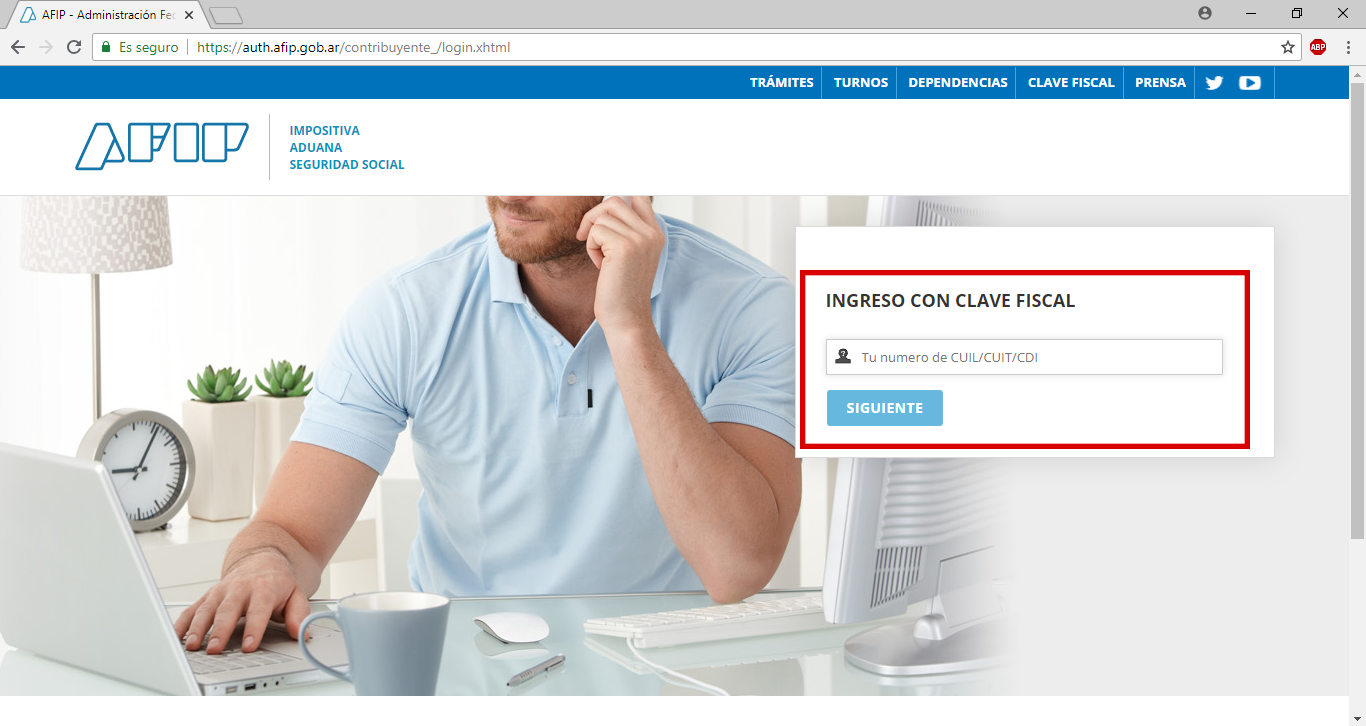 AFIP - Administración Fed
Es seguro
https://auth.afip.gob.ar/contribuyente_/login.xhtml
ABP
TRÁMITES TURNOS DEPENDENCIAS CLAVE FISCAL PRENSA
AFIP
IMPOSITIVA
ADUANA
SEGURIDAD SOCIAL
INGRESO CON CLAVE FISCAL
Tu numero de CUIL/CUIT/CDI
SIGUIENTE